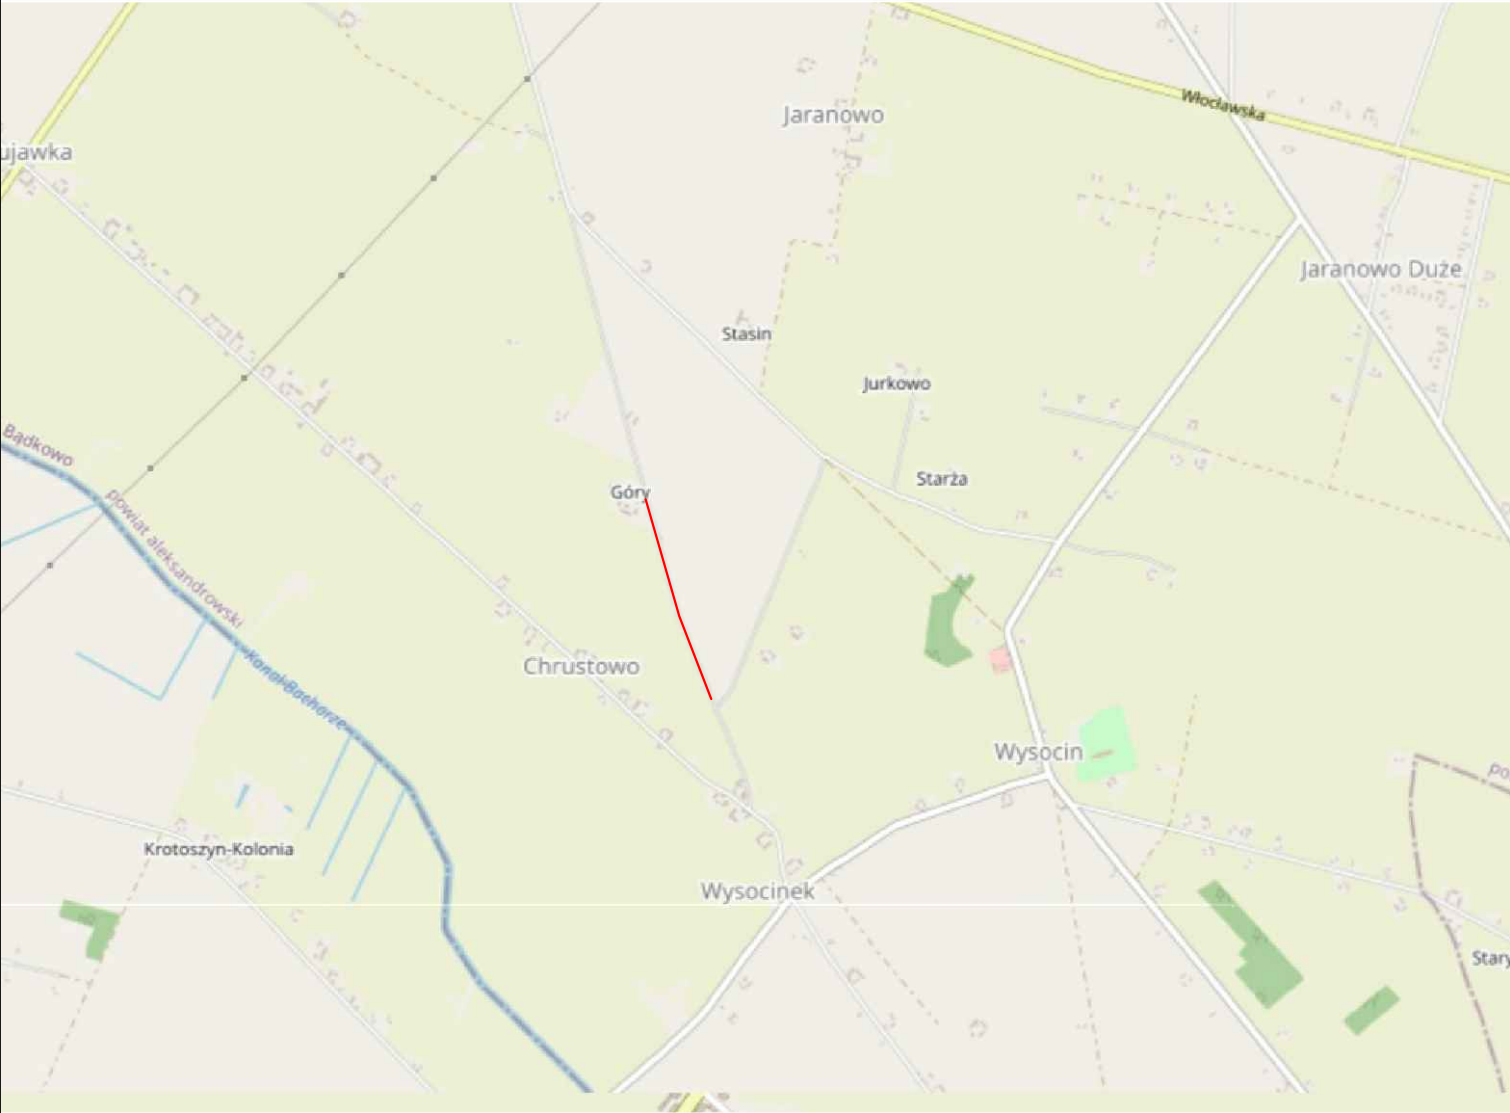 Włocławska
Jaranowo
ujawka
Jaranowo Duże
Stasin
Jurkowo
Bądkowo
Starża
Góry
powiat aleksandrowski
Chrustowo
Kanał Bachorze
Wysocin
po
Krotoszyn-Kolonia
Wysocinek
Stary